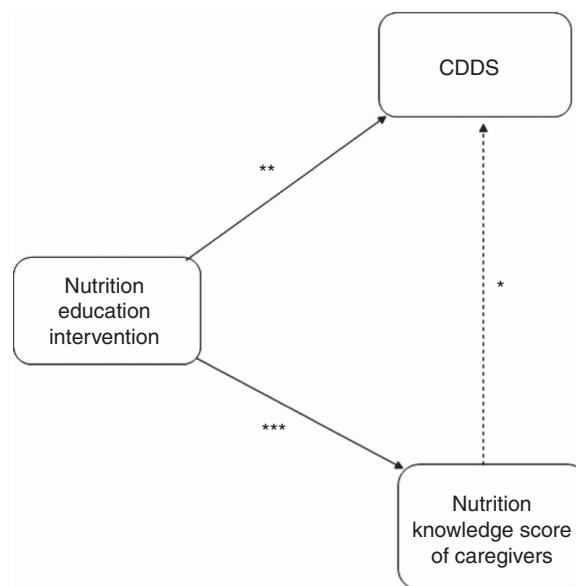 CDDS
**
Nutrition
education
intervention
*
***
Nutrition
knowledge score
of caregivers